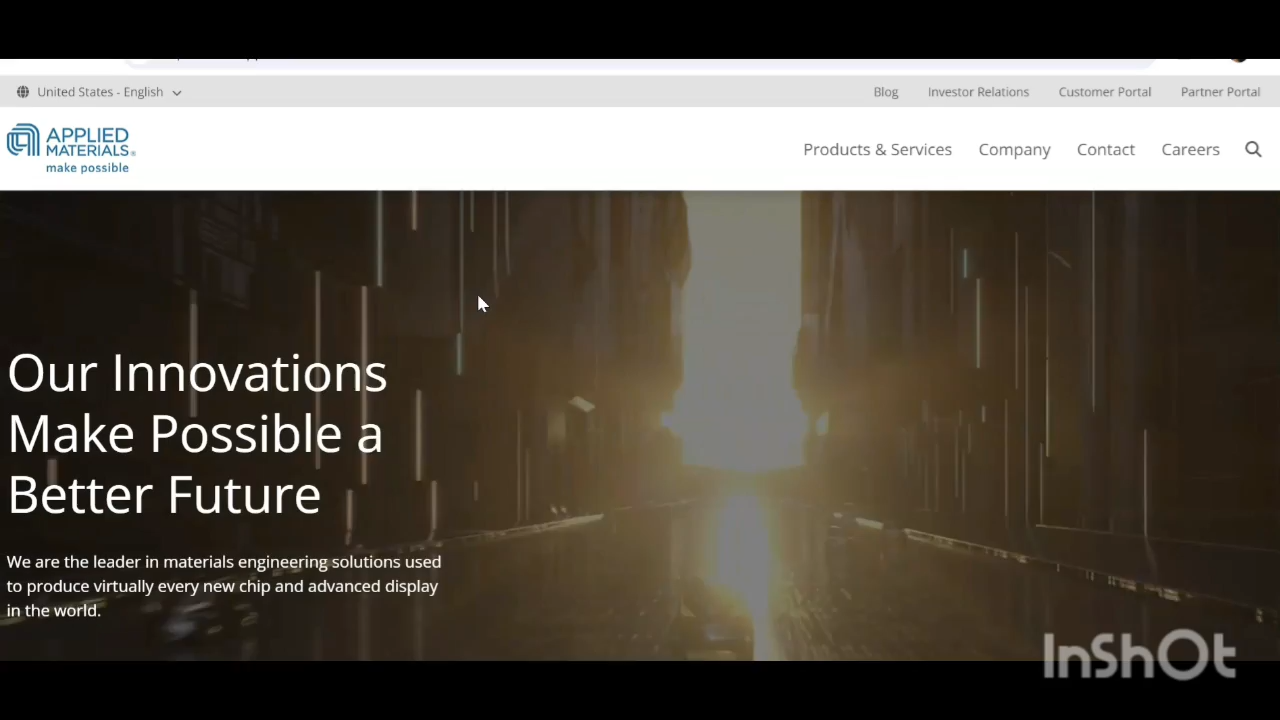 United States - English
Blog
Investor Relations
Customer Portal
Partner Portal
APPLIED
MATERIALS®
make possible
Products & Services
Company
Contact
Careers
Our Innovations
Make Possible a
Better Future
We are the leader in materials engineering solutions used
to produce virtually every new chip and advanced display
in the world.
InShOt